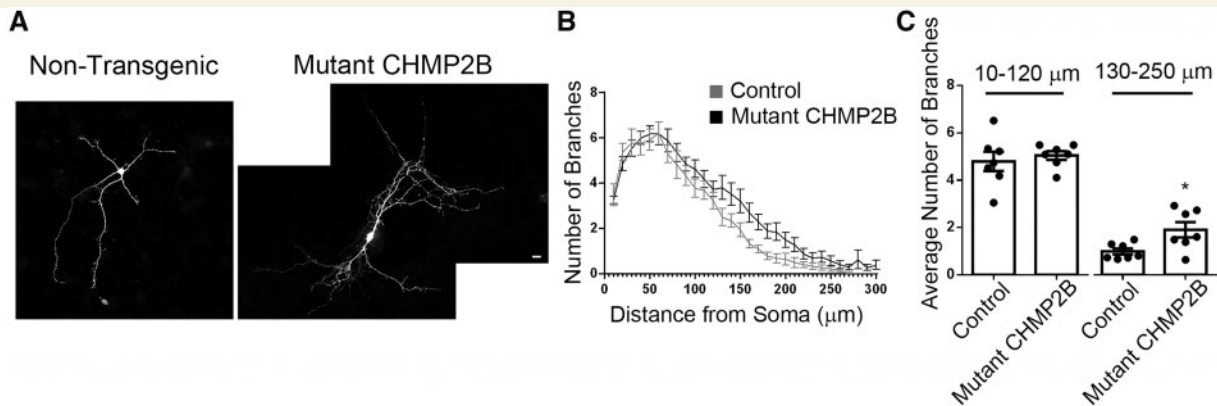 A
Non-Transgenic
Mutant CHMP2B
B
Control
Mutant CHMP2B
Number of Branches
8
6
4
2
0
0
50
100
150
200
250
300
Distance from Soma (μm)
C
10-120 μm
130-250 μm
Average Number of Branches
8
6
4
2
0
*
Control
Mutant CHMP2B
Control
Mutant CHMP2B